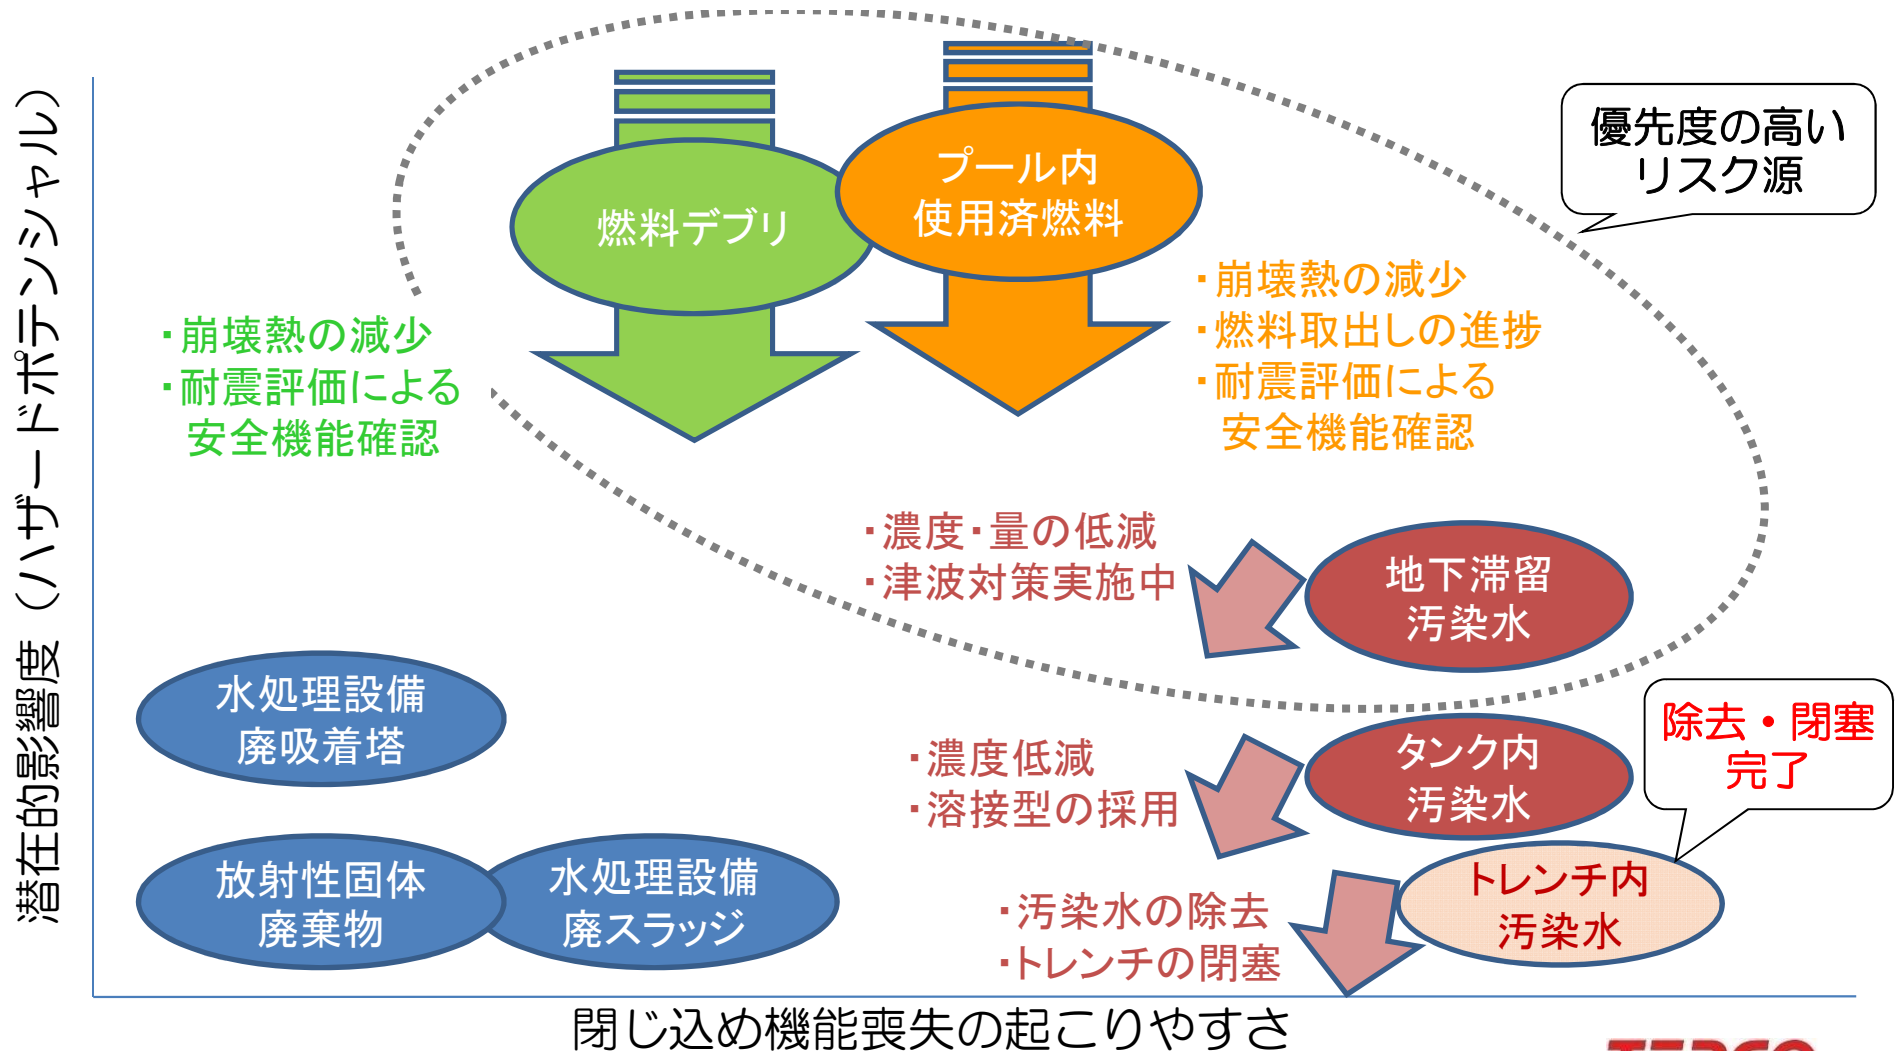 潜在的影響度（ハザードポテンシャル）
優先度の高い
リスク源
プール内
使用済燃料
燃料デブリ
・崩壊熱の減少
・燃料取出しの進捗
・耐震評価による
安全機能確認
・崩壊熱の減少
・耐震評価による
安全機能確認
・濃度・量の低減
・津波対策実施中
地下滞留
汚染水
水処理設備
廃吸着塔
除去・閉塞
完了
・濃度低減
・溶接型の採用
タンク内
汚染水
放射性固体
廃棄物
水処理設備
廃スラッジ
・汚染水の除去
・トレンチの閉塞
トレンチ内
汚染水
閉じ込め機能喪失の起こりやすさ
TEPCO